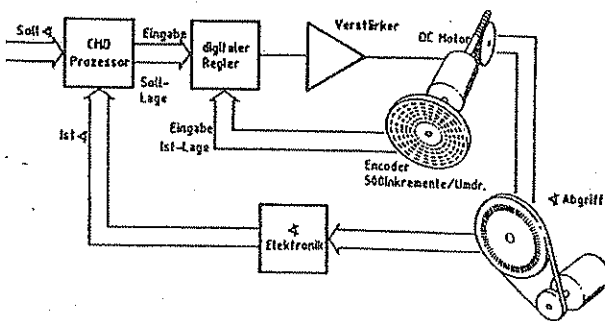 Soll ∢
CMD
Prozessor
Eingabe
Soll-
Lage
digitaler
Regler
Verstärker
DC Motor
Ist ∢
Eingabe
Ist-Lage
Encoder
500Inkremente/Umdr.
∢ Abgriff
∢
Elektronik